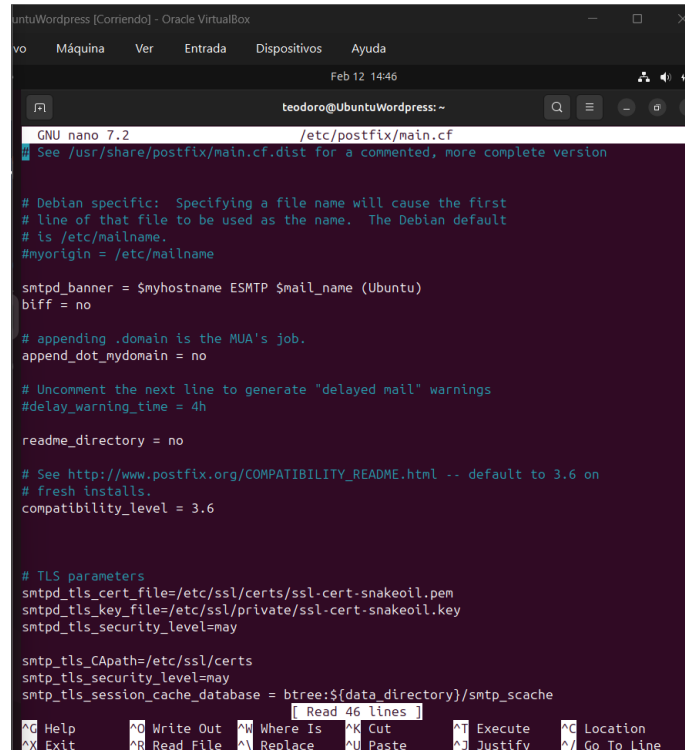 untuWordpress [Corriendo] - Oracle VirtualBox
vo Máquina Ver Entrada Dispositivos Ayuda
Feb 12 14:46
teodoro@UbuntuWordpress: ~
GNU nano 7.2 /etc/postfix/main.cf
# See /usr/share/postfix/main.cf.dist for a commented, more complete version
# Debian specific:  Specifying a file name will cause the first
# line of that file to be used as the name.  The Debian default
# is /etc/mailname.
#myorigin = /etc/mailname
smtpd_banner = $myhostname ESMTP $mail_name (Ubuntu)
biff = no
# appending .domain is the MUA's job.
append_dot_mydomain = no
# Uncomment the next line to generate "delayed mail" warnings
#delay_warning_time = 4h
readme_directory = no
# See http://www.postfix.org/COMPATIBILITY_README.html -- default to 3.6 on
# fresh installs.
compatibility_level = 3.6
# TLS parameters
smtpd_tls_cert_file=/etc/ssl/certs/ssl-cert-snakeoil.pem
smtpd_tls_key_file=/etc/ssl/private/ssl-cert-snakeoil.key
smtpd_tls_security_level=may
smtp_tls_CApath=/etc/ssl/certs
smtp_tls_security_level=may
smtp_tls_session_cache_database = btree:${data_directory}/smtp_scache
[ Read 46 lines ]
^G Help ^O Write Out ^W Where Is ^K Cut ^T Execute ^C Location
^X Exit ^R Read File ^\ Replace ^U Paste ^J Justify ^/ Go To Line